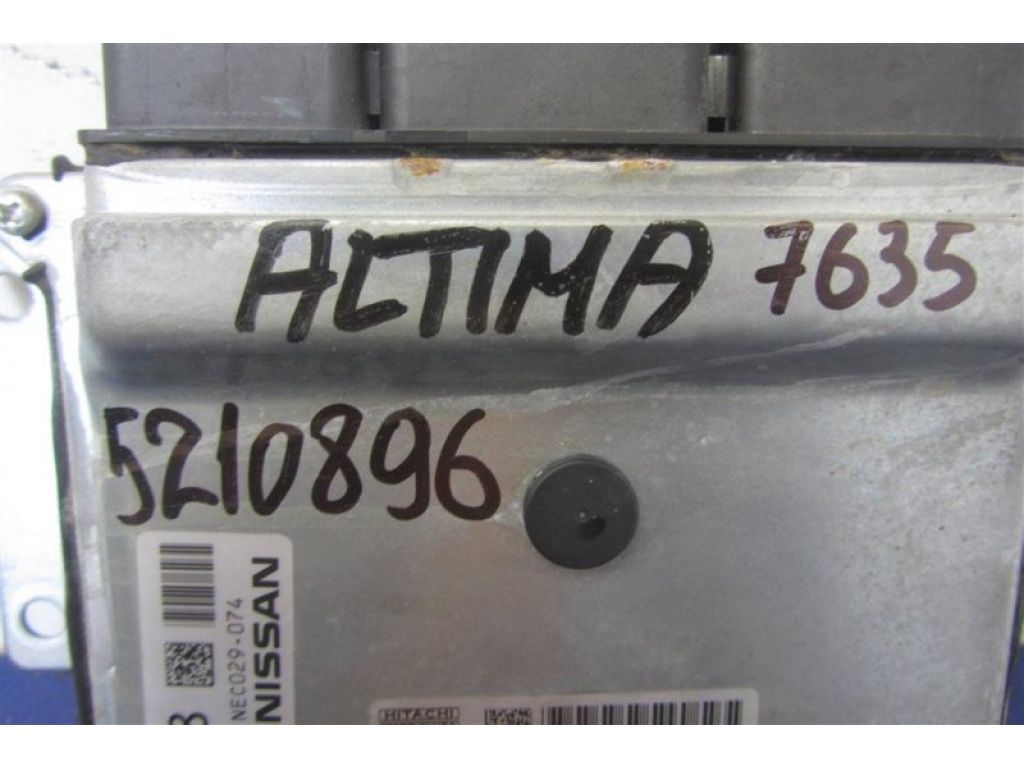 ALTIMA 7635
5210896
NEC029-074
NISSAN
HITACHI